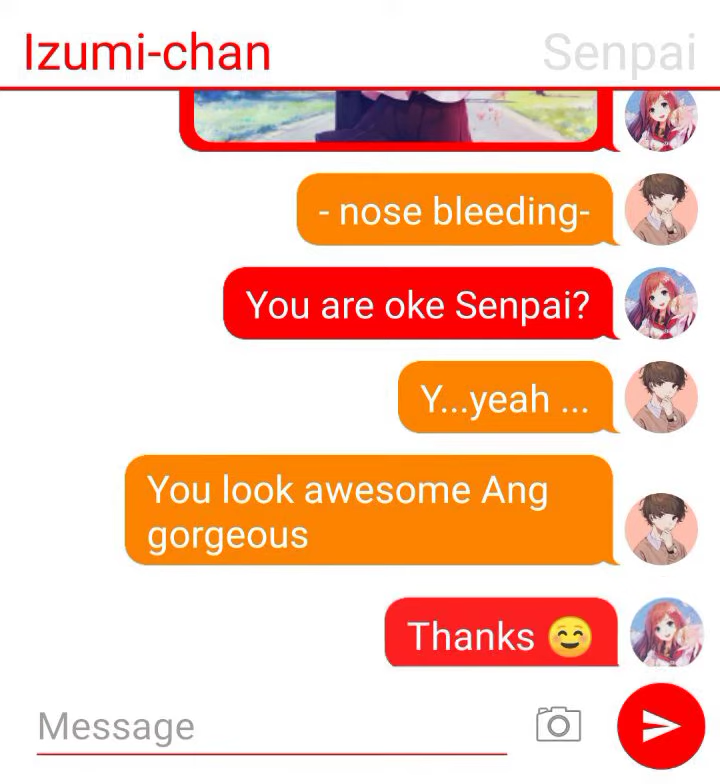 Izumi-chan
Senpai
- nose bleeding-
You are oke Senpai?
Y...yeah ...
You look awesome Ang
gorgeous
Thanks 😊
Message